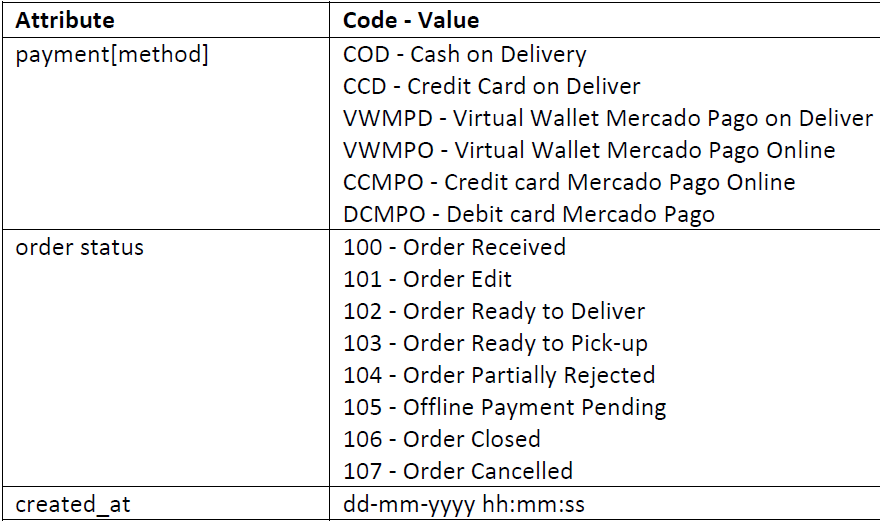 Attribute Code - Value
payment[method] COD - Cash on Delivery
CCD - Credit Card on Deliver
VWMPD - Virtual Wallet Mercado Pago on Deliver
VWMPO - Virtual Wallet Mercado Pago Online
CCMPO - Credit card Mercado Pago Online
DCMPO - Debit card Mercado Pago
order status 100 - Order Received
101 - Order Edit
102 - Order Ready to Deliver
103 - Order Ready to Pick-up
104 - Order Partially Rejected
105 - Offline Payment Pending
106 - Order Closed
107 - Order Cancelled
created_at dd-mm-yyyy hh:mm:ss